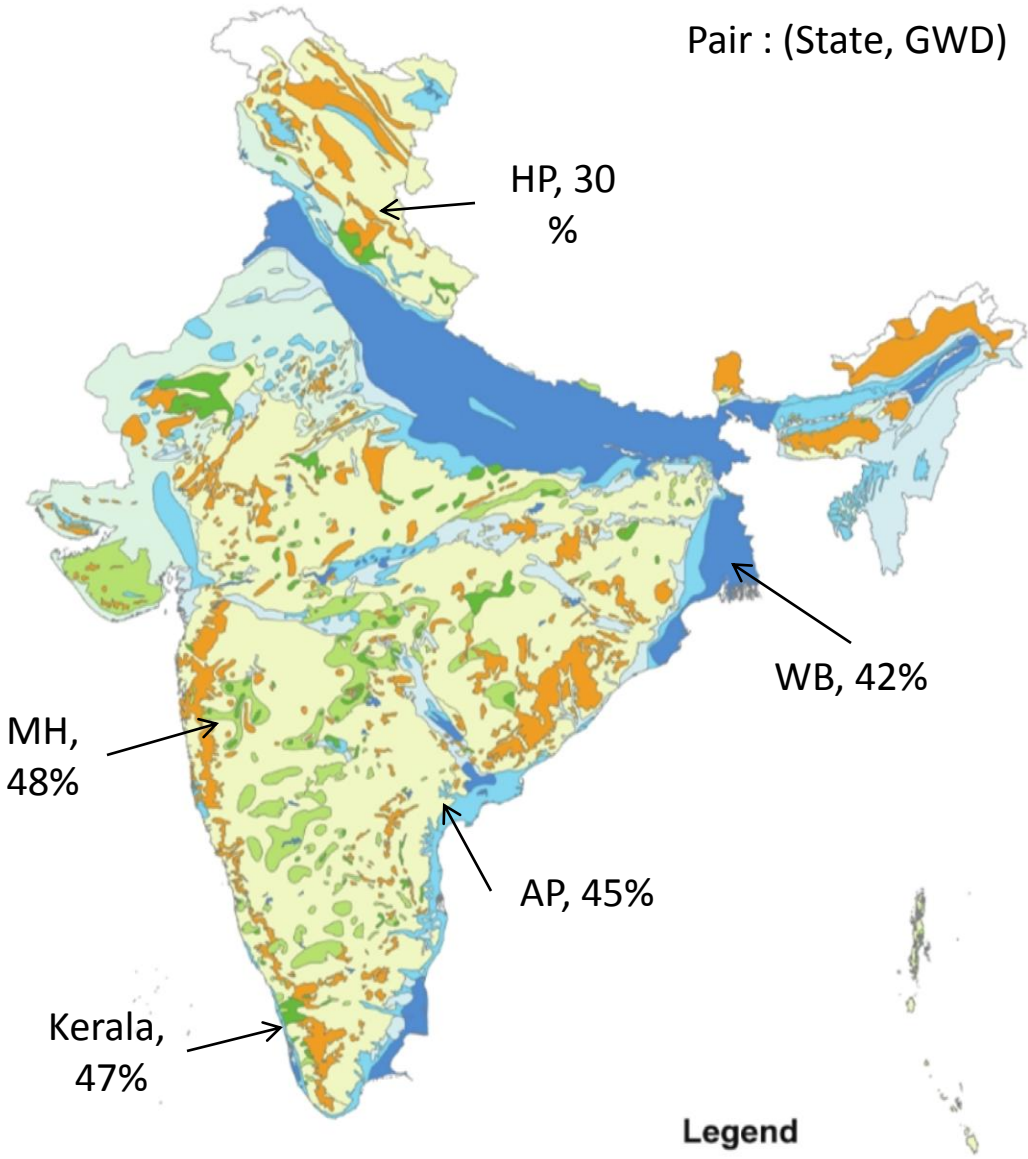 Pair : (State, GWD)
HP, 30
%
WB, 42%
MH,
48%
AP, 45%
Kerala,
47%
Legend